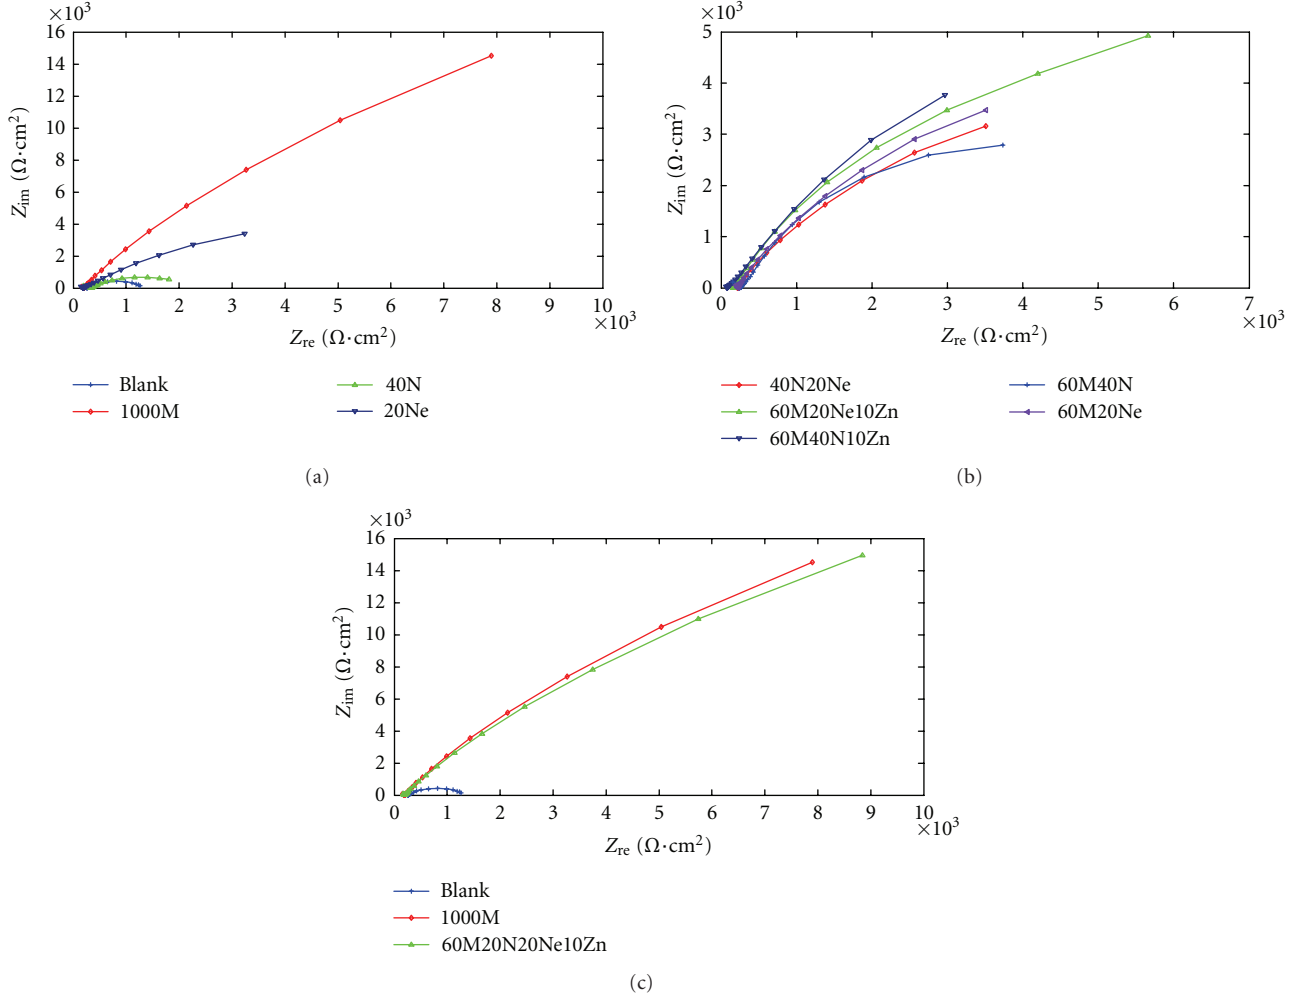 ×10³
16
14
12
10
8
6
4
2
0
Z_im (Ω·cm²)
0 1 2 3 4 5 6 7 8 9 10
×10³
Z_re (Ω·cm²)
Blank
1000M
40N
20Ne
(a)
×10³
5
4
3
2
1
0
Z_im (Ω·cm²)
0 1 2 3 4 5 6 7
×10³
Z_re (Ω·cm²)
40N20Ne
60M20Ne10Zn
60M40N10Zn
60M40N
60M20Ne
(b)
×10³
16
14
12
10
8
6
4
2
0
Z_im (Ω·cm²)
0 1 2 3 4 5 6 7 8 9 10
×10³
Z_re (Ω·cm²)
Blank
1000M
60M20N20Ne10Zn
(c)